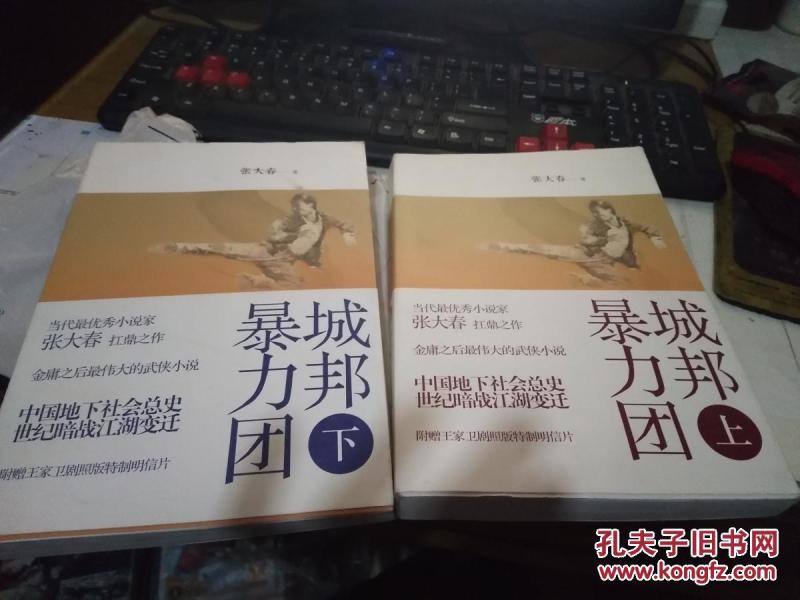 张大春 著
当代最优秀小说家
张大春 扛鼎之作
金庸之后最伟大的武侠小说
中国地下社会总史
世纪暗战江湖变迁
附赠王家卫剧照版特制明信片
城邦
暴力团
下
张大春 著
当代最优秀小说家
张大春 扛鼎之作
金庸之后最伟大的武侠小说
中国地下社会总史
世纪暗战江湖变迁
附赠王家卫剧照版特制明信片
城邦
暴力团
上
孔夫子旧书网
www.kongfz.com